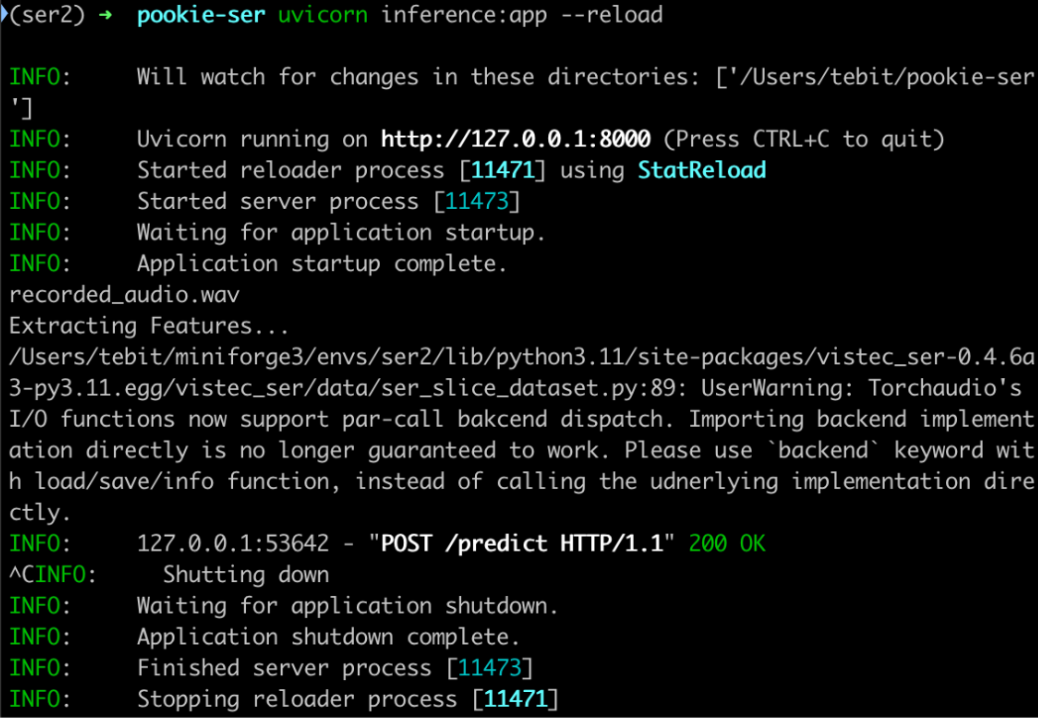 (ser2) → pookie-ser uvicorn inference:app --reload
INFO:     Will watch for changes in these directories: ['/Users/tebit/pookie-ser
']
INFO:     Uvicorn running on http://127.0.0.1:8000 (Press CTRL+C to quit)
INFO:     Started reloader process [11471] using StatReload
INFO:     Started server process [11473]
INFO:     Waiting for application startup.
INFO:     Application startup complete.
recorded_audio.wav
Extracting Features...
/Users/tebit/miniforge3/envs/ser2/lib/python3.11/site-packages/vistec_ser-0.4.6a
3-py3.11.egg/vistec_ser/data/ser_slice_dataset.py:89: UserWarning: Torchaudio's
I/O functions now support par-call bakcend dispatch. Importing backend implement
ation directly is no longer guaranteed to work. Please use `backend` keyword wit
h load/save/info function, instead of calling the udnerlying implementation dire
ctly.
INFO:     127.0.0.1:53642 - "POST /predict HTTP/1.1" 200 OK
^CINFO:     Shutting down
INFO:     Waiting for application shutdown.
INFO:     Application shutdown complete.
INFO:     Finished server process [11473]
INFO:     Stopping reloader process [11471]